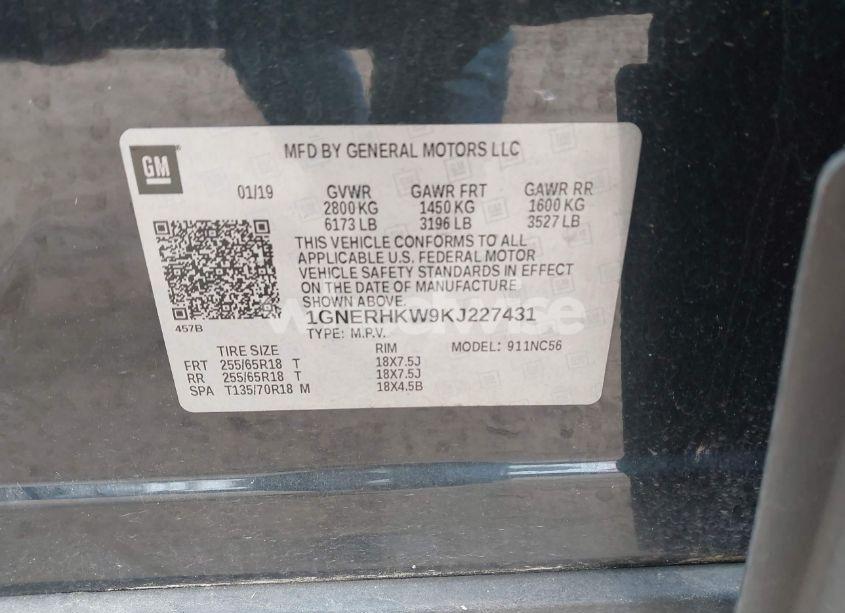 GM
MFD BY GENERAL MOTORS LLC
01/19 GVWR GAWR FRT GAWR RR
2800 KG 1450 KG 1600 KG
6173 LB 3196 LB 3527 LB
THIS VEHICLE CONFORMS TO ALL
APPLICABLE U.S. FEDERAL MOTOR
VEHICLE SAFETY STANDARDS IN EFFECT
ON THE DATE OF MANUFACTURE
SHOWN ABOVE.
1GNERHKW9KJ227431
457B
TYPE: M.P.V.
TIRE SIZE RIM MODEL: 911NC56
FRT 255/65R18 T 18X7.5J
RR 255/65R18 T 18X7.5J
SPA T135/70R18 M 18X4.5B